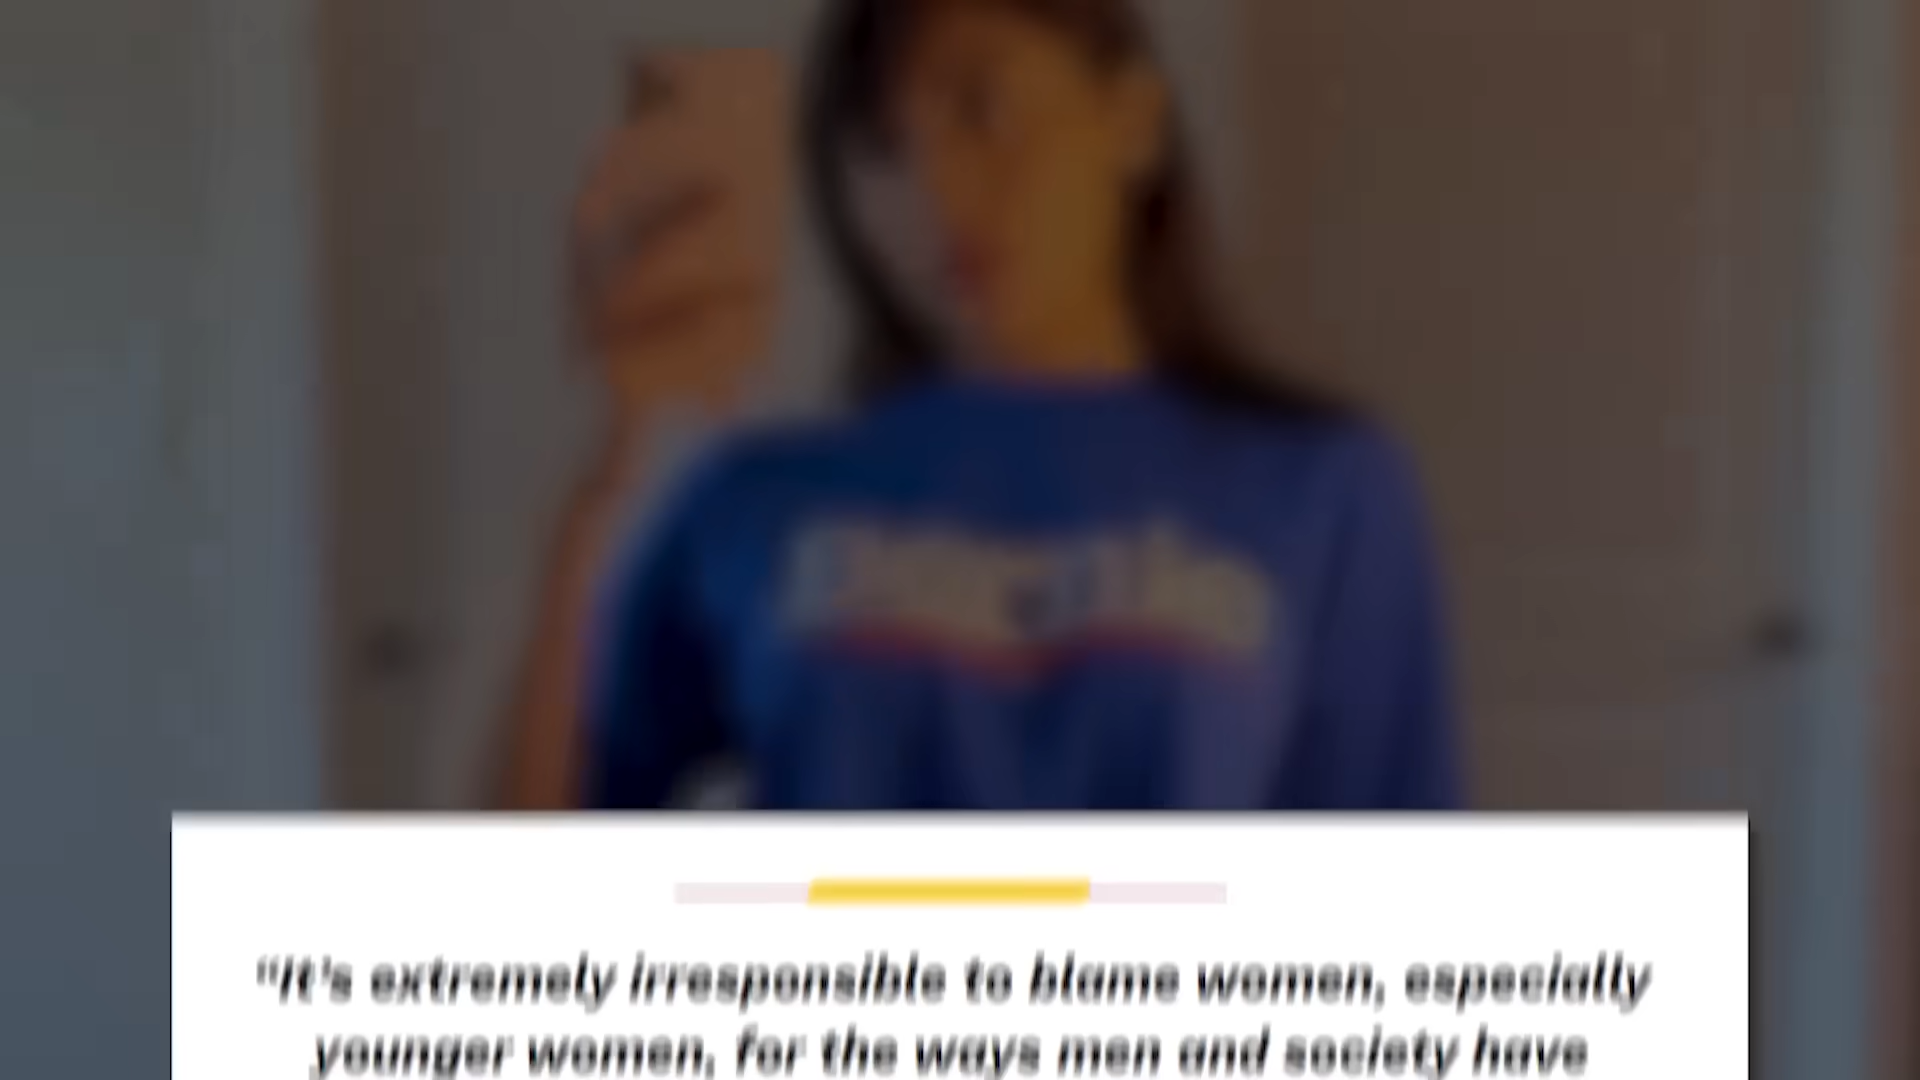 “It’s extremely irresponsible to blame women, especially
younger women, for the ways men and society have